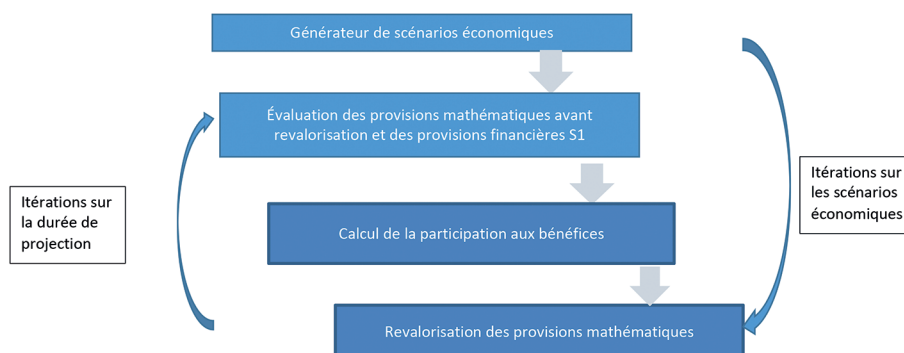 Générateur de scénarios économiques
Évaluation des provisions mathématiques avant
revalorisation et des provisions financières S1
Itérations sur
la durée de
projection
Itérations sur
les scénarios
économiques
Calcul de la participation aux bénéfices
Revalorisation des provisions mathématiques